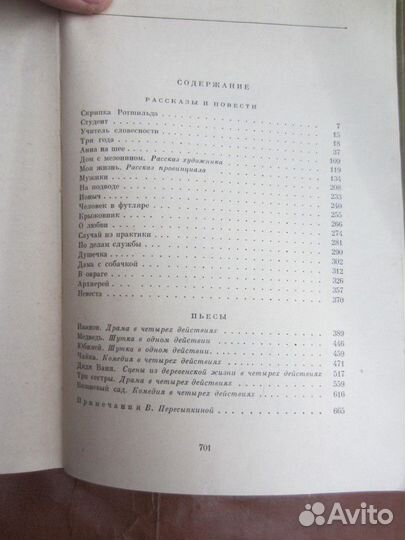 СОДЕРЖАНИЕ
РАССКАЗЫ И ПОВЕСТИ
Скрипка Ротшильда . . . . . . . . . . 7
Студент . . . . . . . . . . 15
Учитель словесности . . . . . . . . . . 18
Три года . . . . . . . . . . 37
Анна на шее . . . . . . . . . . 109
Дом с мезонином. Рассказ художника . . . . . . . . . . 119
Моя жизнь. Рассказ провинциала . . . . . . . . . . 134
Мужики . . . . . . . . . . 208
На подводе . . . . . . . . . . 233
Ионыч . . . . . . . . . . 240
Человек в футляре . . . . . . . . . . 255
Крыжовник . . . . . . . . . . 266
О любви . . . . . . . . . . 274
Случай из практики . . . . . . . . . . 281
По делам службы . . . . . . . . . . 290
Душечка . . . . . . . . . . 302
Дама с собачкой . . . . . . . . . . 312
В овраге . . . . . . . . . . 326
Архиерей . . . . . . . . . . 357
Невеста . . . . . . . . . . 370
ПЬЕСЫ
Иванов. Драма в четырех действиях . . . . . . . . 389
Медведь. Шутка в одном действии . . . . . . . . 446
Юбилей. Шутка в одном действии . . . . . . . . 459
Чайка. Комедия в четырех действиях . . . . . . . . 471
Дядя Ваня. Сцены из деревенской жизни в четырех действиях . 517
Три сестры. Драма в четырех действиях . . . . . . . . 559
Вишневый сад. Комедия в четырех действиях . . . . . . 616
Примечания В. Пересыпкиной . . . . . . . . 665
701
Avito